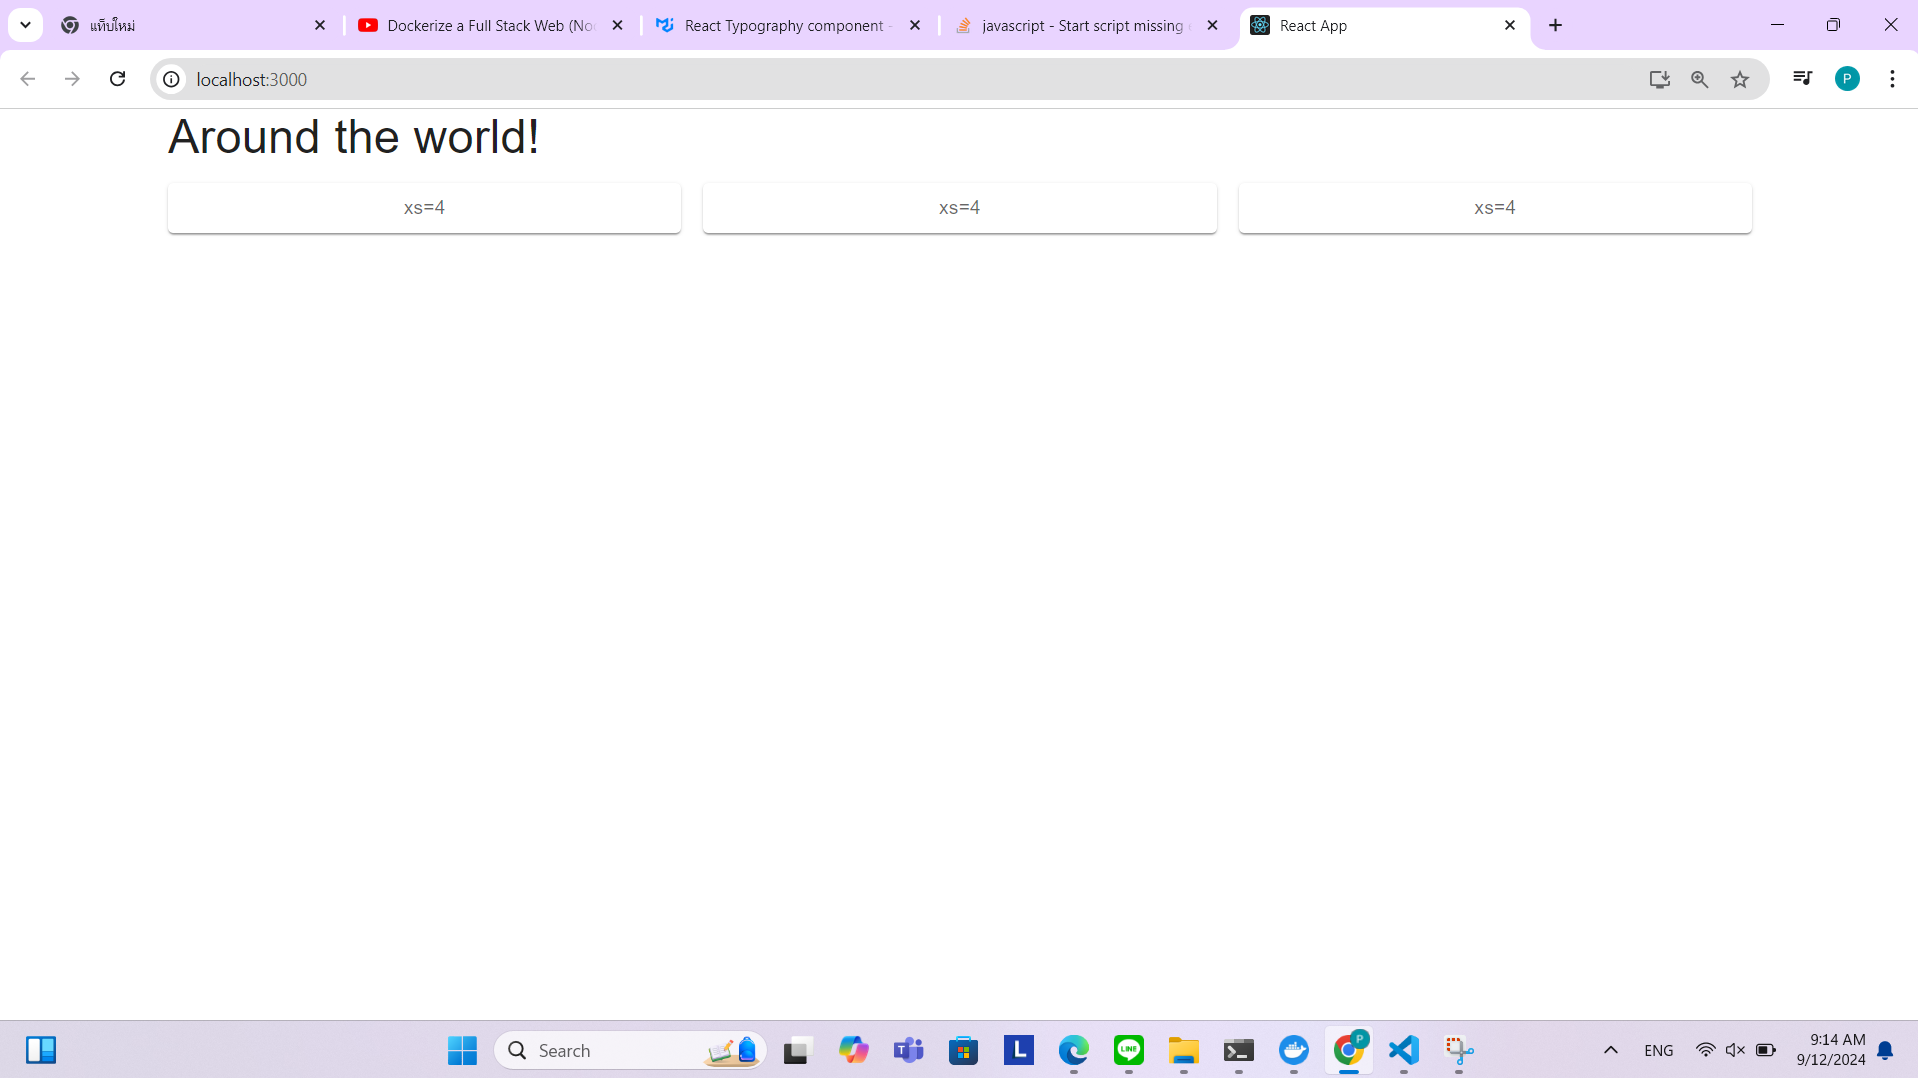 แท็บใหม่
Dockerize a Full Stack Web (No
React Typography component -
javascript - Start script missing
React App
localhost:3000
P
Around the world!
xs=4 xs=4 xs=4
Search
L
LINE
P
ENG
9:14 AM
9/12/2024